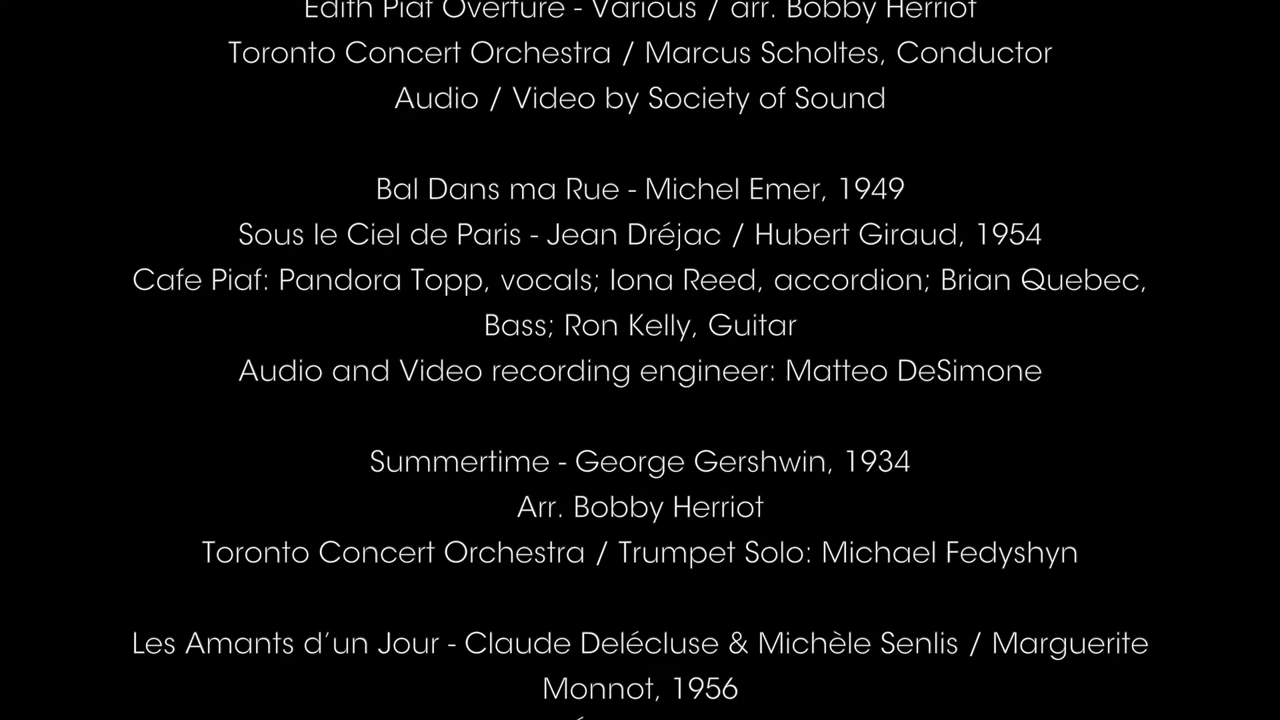 Edith Piaf Overture - Various / arr. Bobby Herriot
Toronto Concert Orchestra / Marcus Scholtes, Conductor
Audio / Video by Society of Sound
Bal Dans ma Rue - Michel Emer, 1949
Sous le Ciel de Paris - Jean Dréjac / Hubert Giraud, 1954
Cafe Piaf: Pandora Topp, vocals; Iona Reed, accordion; Brian Quebec,
Bass; Ron Kelly, Guitar
Audio and Video recording engineer: Matteo DeSimone
Summertime - George Gershwin, 1934
Arr. Bobby Herriot
Toronto Concert Orchestra / Trumpet Solo: Michael Fedyshyn
Les Amants d’un Jour - Claude Delécluse & Michèle Senlis / Marguerite
Monnot, 1956